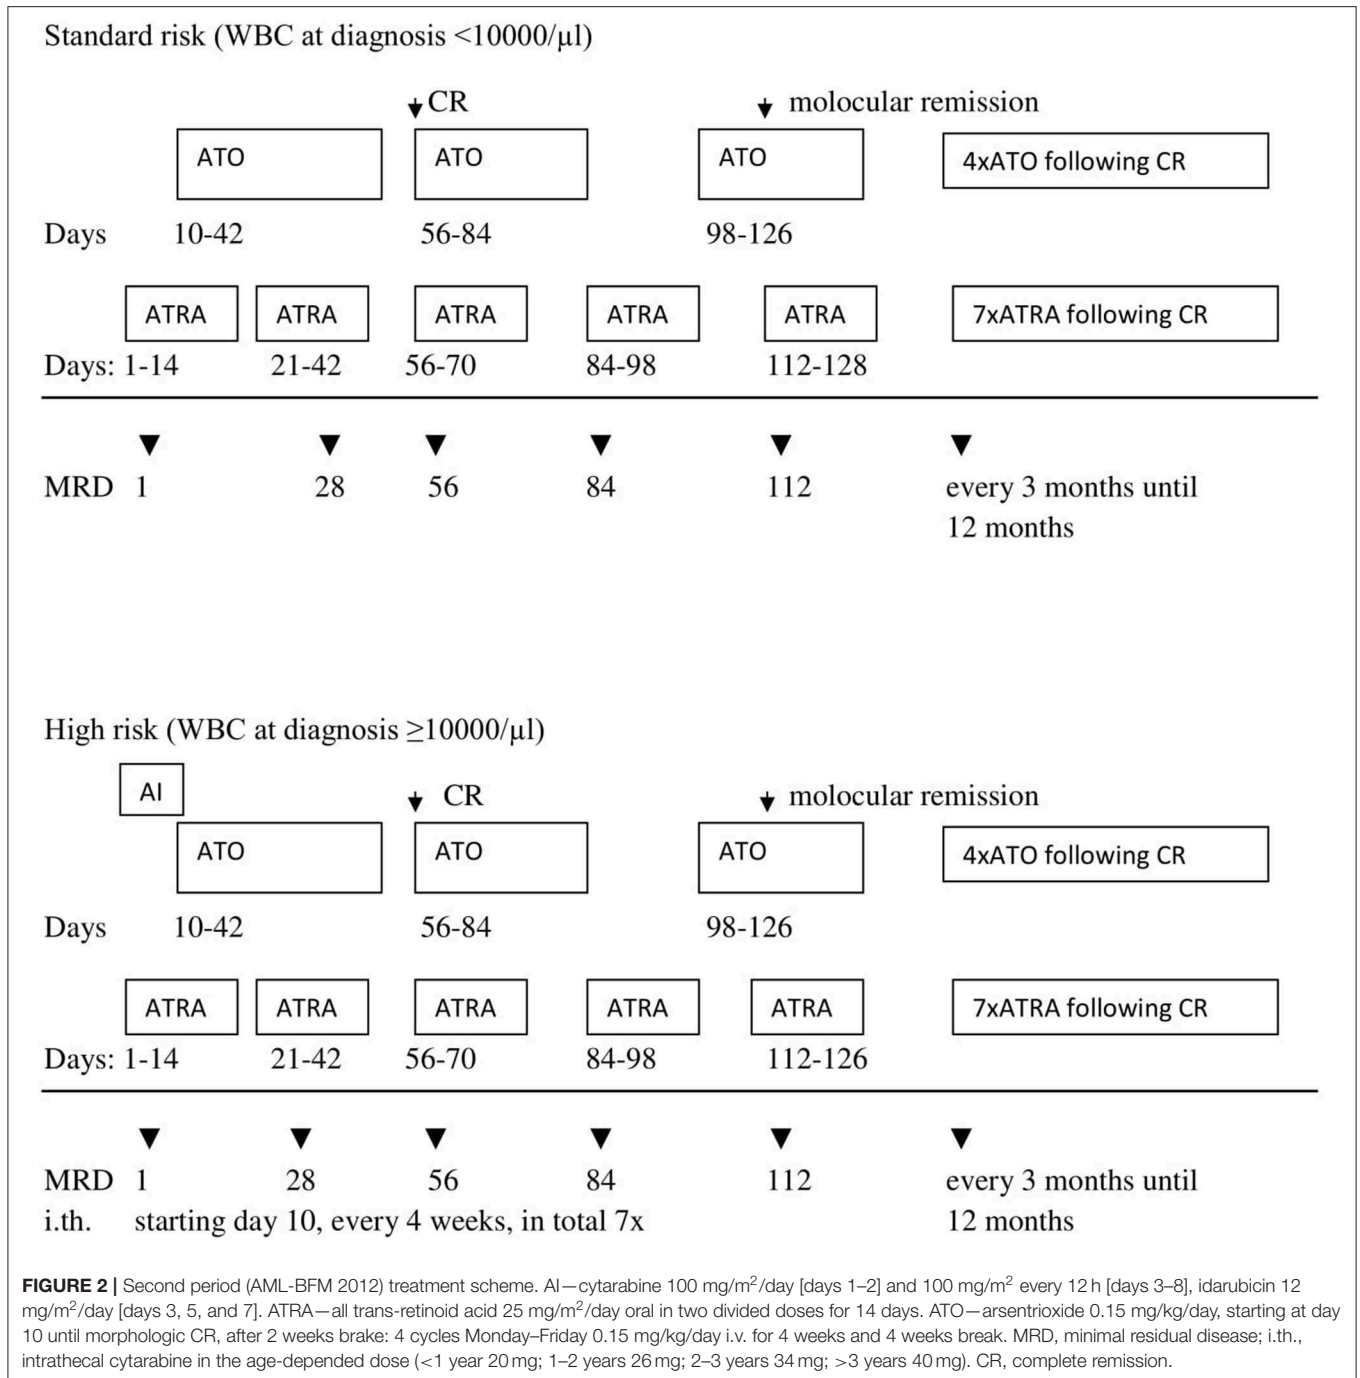 Standard risk (WBC at diagnosis <10000/µl)
CR
molocular remission
ATO
ATO
ATO
4xATO following CR
Days 10-42 56-84 98-126
ATRA
ATRA
ATRA
ATRA
ATRA
7xATRA following CR
Days: 1-14 21-42 56-70 84-98 112-128
MRD 1 28 56 84 112 every 3 months until
12 months
High risk (WBC at diagnosis ≥10000/µl)
AI
CR
molocular remission
ATO
ATO
ATO
4xATO following CR
Days 10-42 56-84 98-126
ATRA
ATRA
ATRA
ATRA
ATRA
7xATRA following CR
Days: 1-14 21-42 56-70 84-98 112-126
MRD 1 28 56 84 112 every 3 months until
i.th. starting day 10, every 4 weeks, in total 7x 12 months
FIGURE 2 | Second period (AML-BFM 2012) treatment scheme. AI—cytarabine 100 mg/m²/day [days 1–2] and 100 mg/m² every 12 h [days 3–8], idarubicin 12
mg/m²/day [days 3, 5, and 7]. ATRA—all trans-retinoid acid 25 mg/m²/day oral in two divided doses for 14 days. ATO—arsentrioxide 0.15 mg/kg/day, starting at day
10 until morphologic CR, after 2 weeks brake: 4 cycles Monday–Friday 0.15 mg/kg/day i.v. for 4 weeks and 4 weeks break. MRD, minimal residual disease; i.th.,
intrathecal cytarabine in the age-depended dose (<1 year 20 mg; 1–2 years 26 mg; 2–3 years 34 mg; >3 years 40 mg). CR, complete remission.